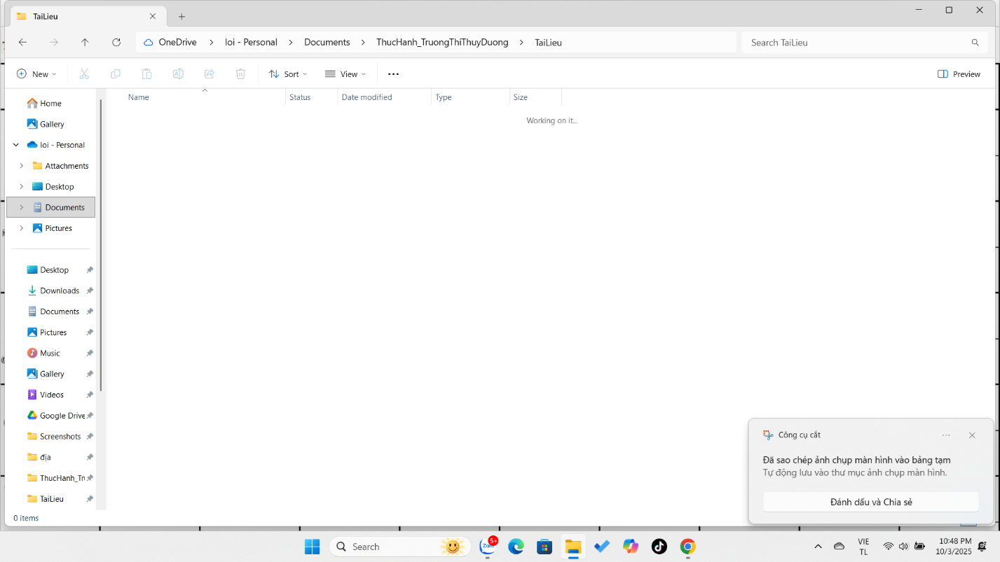 TaiLieu
OneDrive
loi - Personal
Documents
ThucHanh_TruongThiThuyDuong
TaiLieu
Search TaiLieu
New
Sort
View
Preview
Name
Status
Date modified
Type
Size
Working on it...
Home
Gallery
loi - Personal
Attachments
Desktop
Documents
Pictures
Desktop
Downloads
Documents
Pictures
Music
Gallery
Videos
Google Drive
Screenshots
địa
ThucHanh_Tru
TaiLieu
0 items
Công cụ cắt
Đã sao chép ảnh chụp màn hình vào bảng tạm
Tự động lưu vào thư mục ảnh chụp màn hình.
Đánh dấu và Chia sẻ
Search
Zalo
5+
VIE
TL
10:48 PM
10/3/2025